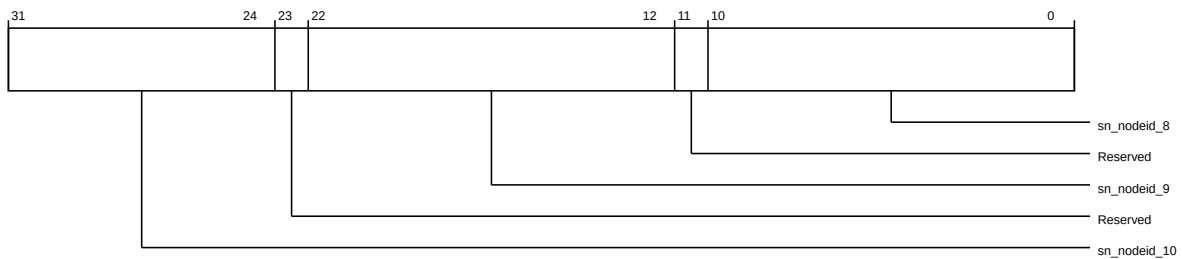 31 24 23 22 12 11 10 0
sn_nodeid_8
Reserved
sn_nodeid_9
Reserved
sn_nodeid_10